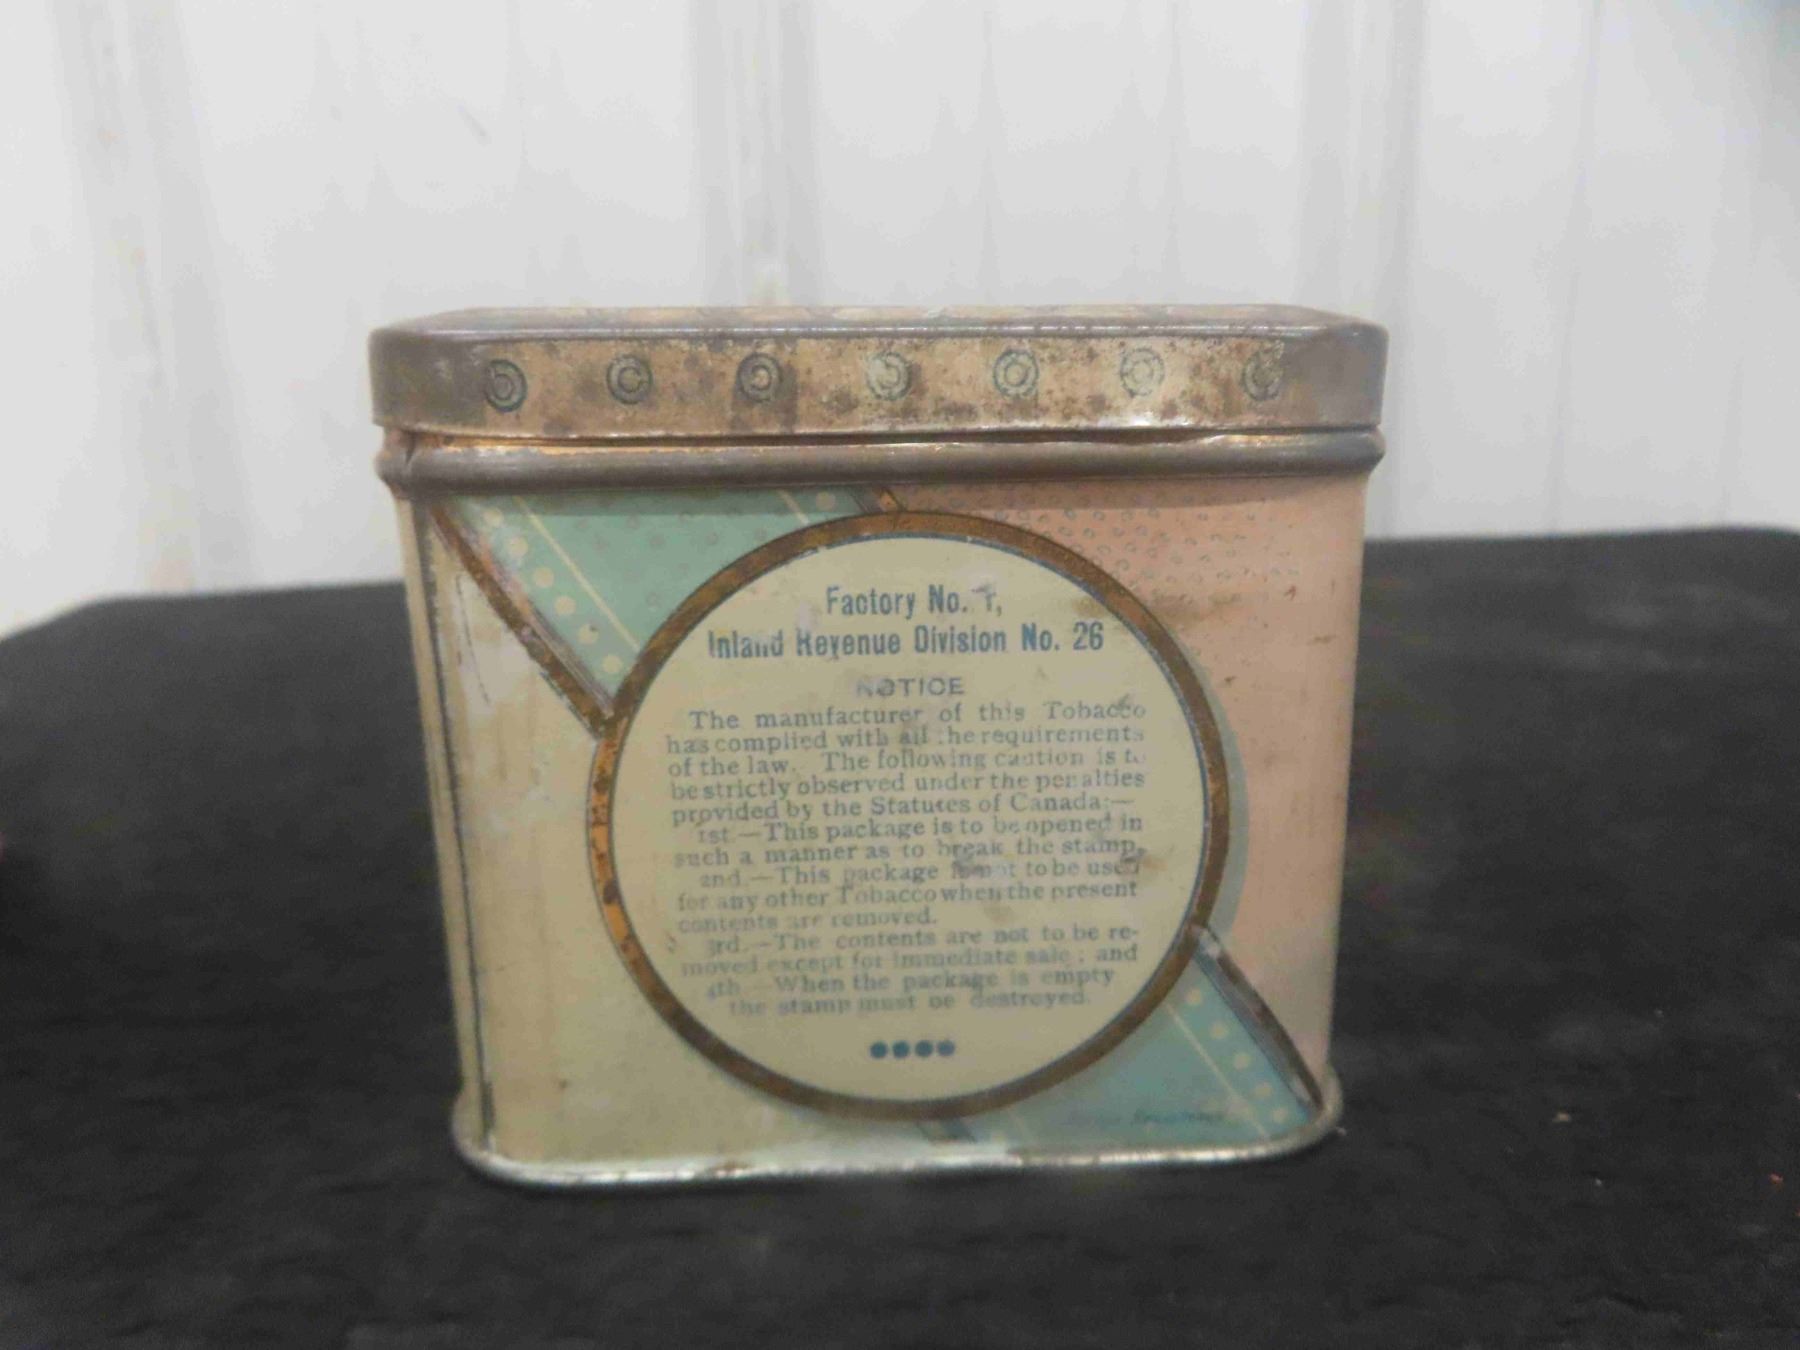 Factory No. 1,
Inland Revenue Division No. 26
NOTICE
The manufacturer of this Tobacco
has complied with all the requirements
of the law. The following caution is to
be strictly observed under the penalties
provided by the Statutes of Canada:—
1st.—This package is to be opened in
such a manner as to break the stamp.
2nd.—This package is not to be used
for any other Tobacco when the present
contents are removed.
3rd.—The contents are not to be re-
moved except for immediate sale; and
4th.—When the package is empty
the stamp must be destroyed.